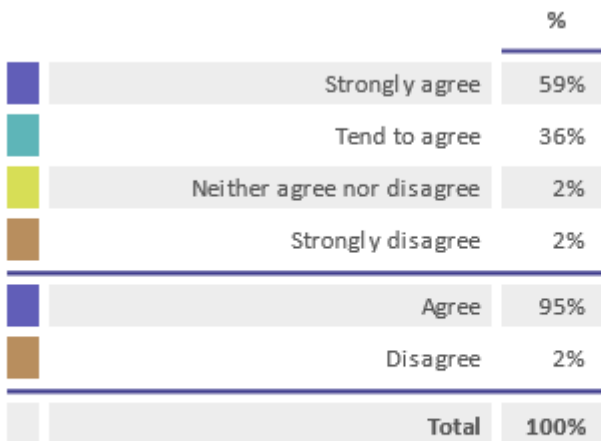 %
Strongly agree 59%
Tend to agree 36%
Neither agree nor disagree 2%
Strongly disagree 2%
Agree 95%
Disagree 2%
Total 100%